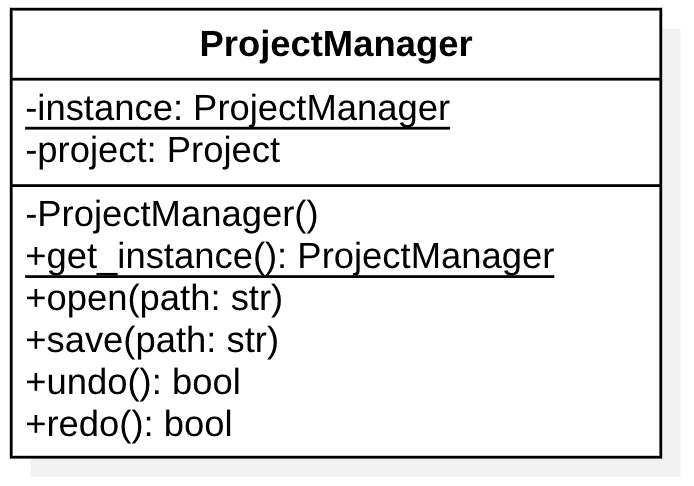 ProjectManager
-instance: ProjectManager
-project: Project
-ProjectManager()
+get_instance(): ProjectManager
+open(path: str)
+save(path: str)
+undo(): bool
+redo(): bool